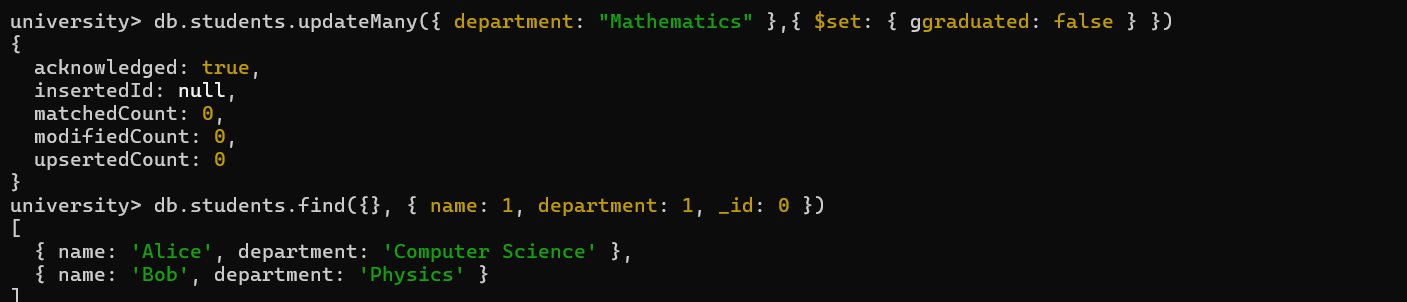 university> db.students.updateMany({ department: "Mathematics" },{ $set: { ggraduated: false } })
{
  acknowledged: true,
  insertedId: null,
  matchedCount: 0,
  modifiedCount: 0,
  upsertedCount: 0
}
university> db.students.find({}, { name: 1, department: 1, _id: 0 })
[
  { name: 'Alice', department: 'Computer Science' },
  { name: 'Bob', department: 'Physics' }
]